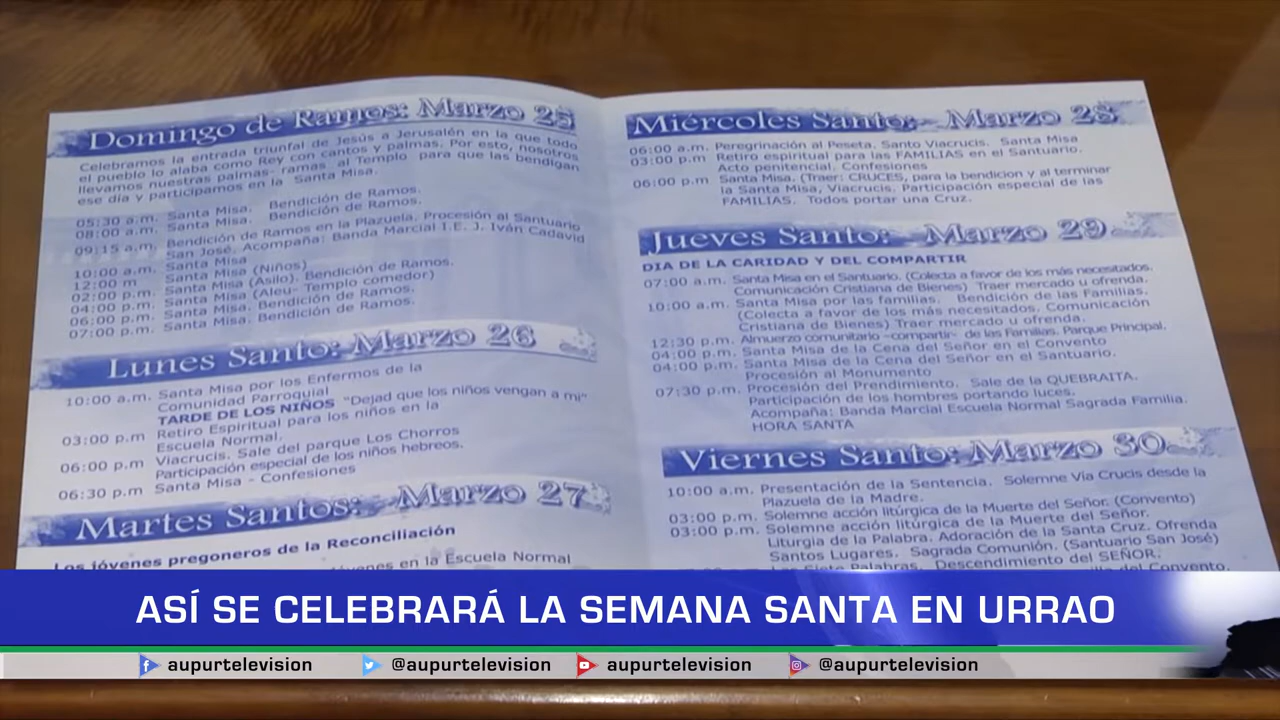 Domingo de Ramos: Marzo 25
Celebramos la entrada triunfal de Jesús a Jerusalén en la que todo
el pueblo lo alaba como Rey con cantos y palmas. Por esto, nosotros
llevamos nuestras palmas- ramas al Templo para que las bendigan
ese día y participamos en la Santa Misa.
05:30 a.m. Santa Misa. Bendición de Ramos.
08:00 a.m. Santa Misa. Bendición de Ramos.
09:15 a.m. Bendición de Ramos en la Plazuela. Procesión al Santuario
San José. Acompaña: Banda Marcial I.E. J. Iván Cadavid
10:00 a.m. Santa Misa
12:00 m Santa Misa (Niños)
02:00 p.m. Santa Misa (Asilo). Bendición de Ramos.
04:00 p.m. Santa Misa (Aleu- Templo comedor)
06:00 p.m. Santa Misa. Bendición de Ramos.
07:00 p.m. Santa Misa. Bendición de Ramos.
Lunes Santo: Marzo 26
10:00 a.m. Santa Misa por los Enfermos de la
Comunidad Parroquial
TARDE DE LOS NIÑOS "Dejad que los niños vengan a mi"
03:00 p.m Retiro Espiritual para los niños en la
Escuela Normal.
06:00 p.m Viacrucis. Sale del parque Los Chorros
Participación especial de los niños hebreos.
06:30 p.m Santa Misa - Confesiones
Martes Santos: Marzo 27
Los jóvenes pregoneros de la Reconciliación
jóvenes en la Escuela Normal
Miércoles Santo: Marzo 28
06:00 a.m. Peregrinación al Peseta. Santo Viacrucis. Santa Misa
03:00 p.m Retiro espiritual para las FAMILIAS en el Santuario.
Acto penitencial. Confesiones
06:00 p.m Santa Misa. (Traer: CRUCES, para la bendicion y al terminar
la Santa Misa, Viacrucis. Participación especial de las
FAMILIAS. Todos portar una Cruz.
Jueves Santo: Marzo 29
DIA DE LA CARIDAD Y DEL COMPARTIR
07:00 a.m. Santa Misa en el Santuario. (Colecta a favor de los más necesitados.
Comunicación Cristiana de Bienes) Traer mercado u ofrenda.
10:00 a.m. Santa Misa por las familias. Bendición de las Familias.
(Colecta a favor de los más necesitados. Comunicación
Cristiana de Bienes) Traer mercado u ofrenda.
12:30 p.m. Almuerzo comunitario -compartir- de las Familias. Parque Principal.
04:00 p.m. Santa Misa de la Cena del Señor en el Convento
04:00 p.m. Santa Misa de la Cena del Señor en el Santuario.
Procesión al Monumento
07:30 p.m. Procesión del Prendimiento. Sale de la QUEBRAITA.
Participación de los hombres portando luces.
Acompaña: Banda Marcial Escuela Normal Sagrada Familia.
HORA SANTA
Viernes Santo: Marzo 30
10:00 a.m. Presentación de la Sentencia. Solemne Via Crucis desde la
Plazuela de la Madre.
03:00 p.m. Solemne acción litúrgica de la Muerte del Señor. (Convento)
03:00 p.m. Solemne acción litúrgica de la Muerte del Señor.
Liturgia de la Palabra. Adoración de la Santa Cruz. Ofrenda
Santos Lugares. Sagrada Comunión. (Santuario San José)
Las Siete Palabras. Descendimiento del SEÑOR.
del Convento.
ASÍ SE CELEBRARÁ LA SEMANA SANTA EN URRAO
aupurtelevision @aupurtelevision aupurtelevision @aupurtelevision